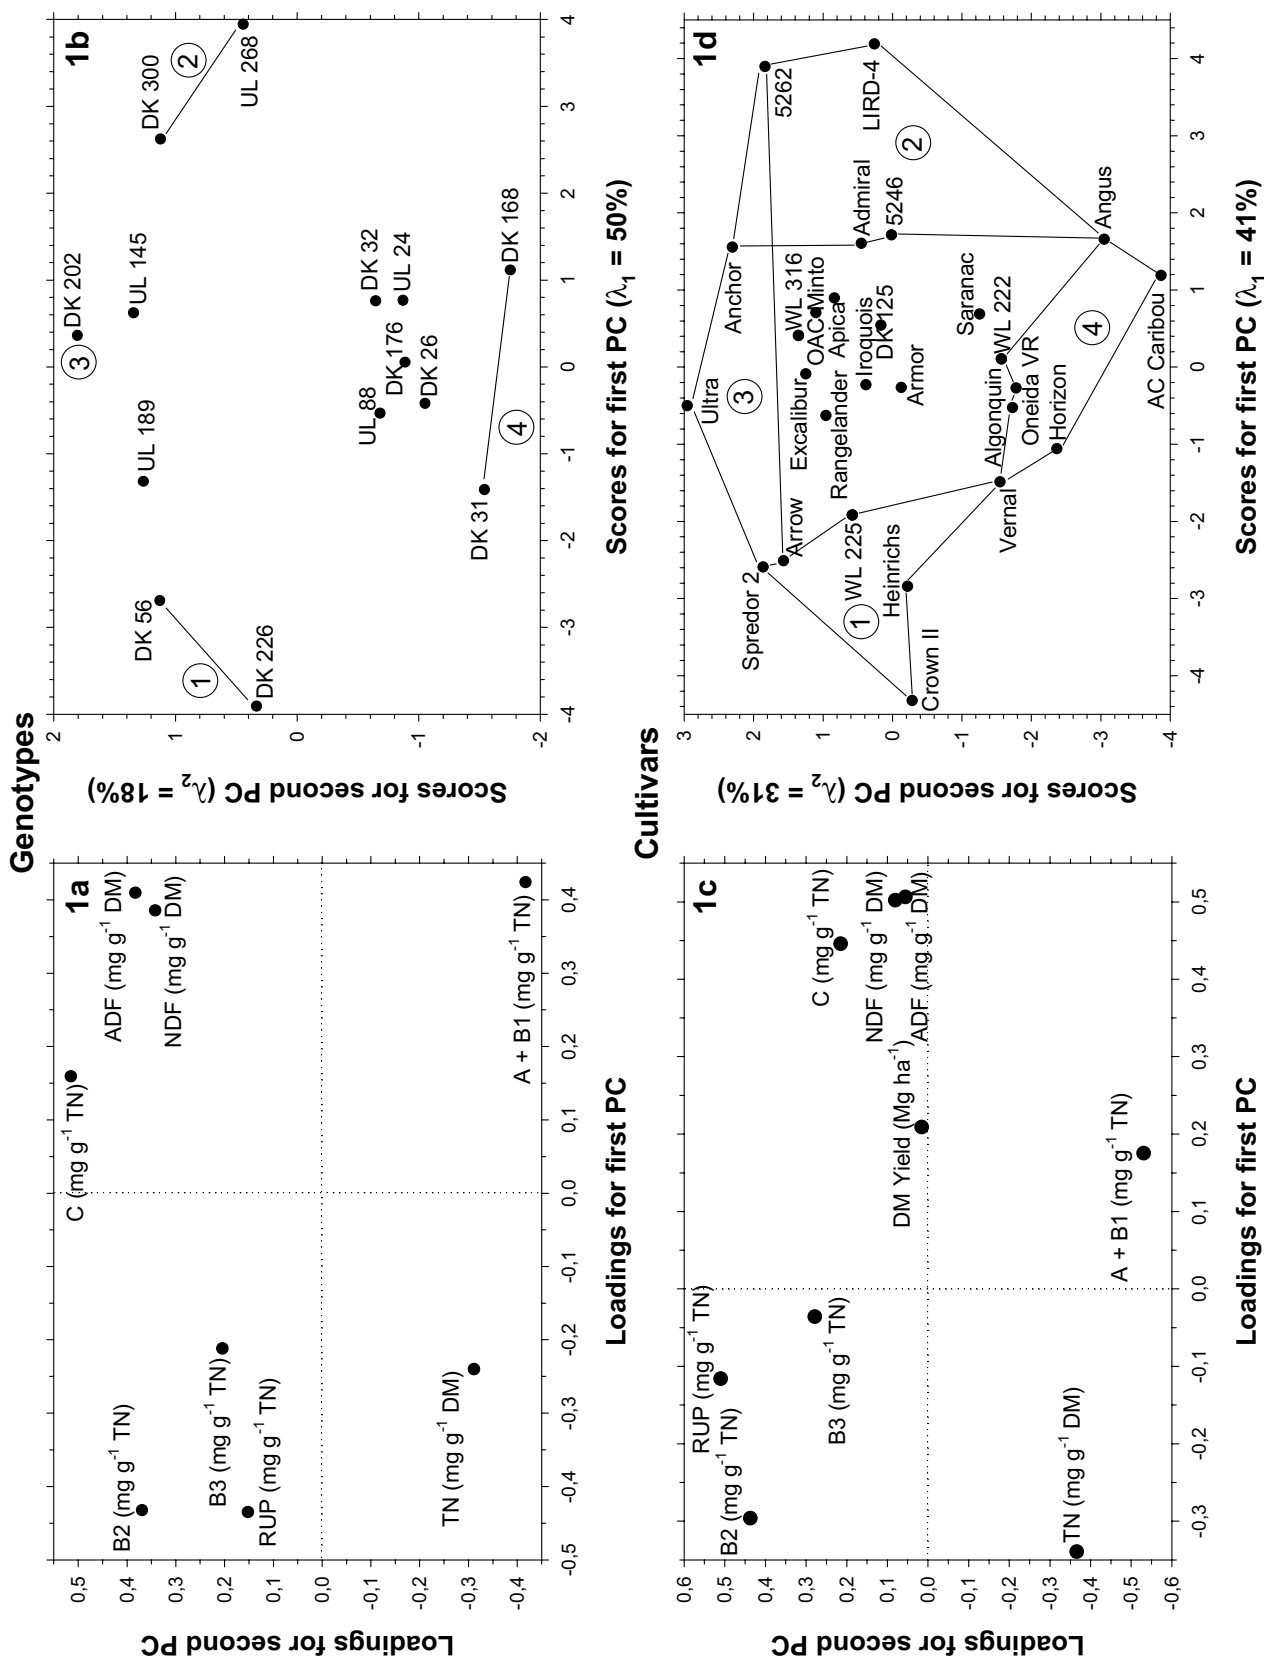 Genotypes
1a
C (mg g⁻¹ TN)
ADF (mg g⁻¹ DM)
NDF (mg g⁻¹ DM)
B2 (mg g⁻¹ TN)
B3 (mg g⁻¹ TN)
RUP (mg g⁻¹ TN)
TN (mg g⁻¹ DM)
A + B1 (mg g⁻¹ TN)
0,5
0,4
0,3
0,2
0,1
0,0
-0,1
-0,2
-0,3
-0,4
Loadings for second PC
-0,5
-0,4
-0,3
-0,2
-0,1
0,0
0,1
0,2
0,3
0,4
Loadings for first PC
1b
DK 202
UL 145
UL 189
DK 300
DK 56
UL 268
DK 226
DK 32
UL 24
UL 88
DK 176
DK 26
DK 31
DK 168
1
2
3
4
2
1
0
-1
-2
Scores for second PC (λ₂ = 18%)
-4
-3
-2
-1
0
1
2
3
4
Scores for first PC (λ₁ = 50%)
Cultivars
1c
RUP (mg g⁻¹ TN)
B2 (mg g⁻¹ TN)
B3 (mg g⁻¹ TN)
C (mg g⁻¹ TN)
NDF (mg g⁻¹ DM)
ADF (mg g⁻¹ DM)
DM Yield (Mg ha⁻¹)
TN (mg g⁻¹ DM)
A + B1 (mg g⁻¹ TN)
0,6
0,5
0,4
0,3
0,2
0,1
0,0
-0,1
-0,2
-0,3
-0,4
-0,5
-0,6
Loadings for second PC
-0,3
-0,2
-0,1
0,0
0,1
0,2
0,3
0,4
0,5
Loadings for first PC
1d
Ultra
Anchor
5262
Spredor 2
Arrow
WL 316
Excalibur
OAC Minto
Rangelander
Apica
Iroquois
DK 125
Armor
Admiral
5246
LIRD-4
WL 225
Heinrichs
Crown II
Saranac
WL 222
Algonquin
Oneida VR
Vernal
Horizon
Angus
AC Caribou
1
2
3
4
3
2
1
0
-1
-2
-3
-4
Scores for second PC (λ₂ = 31%)
-4
-3
-2
-1
0
1
2
3
4
Scores for first PC (λ₁ = 41%)